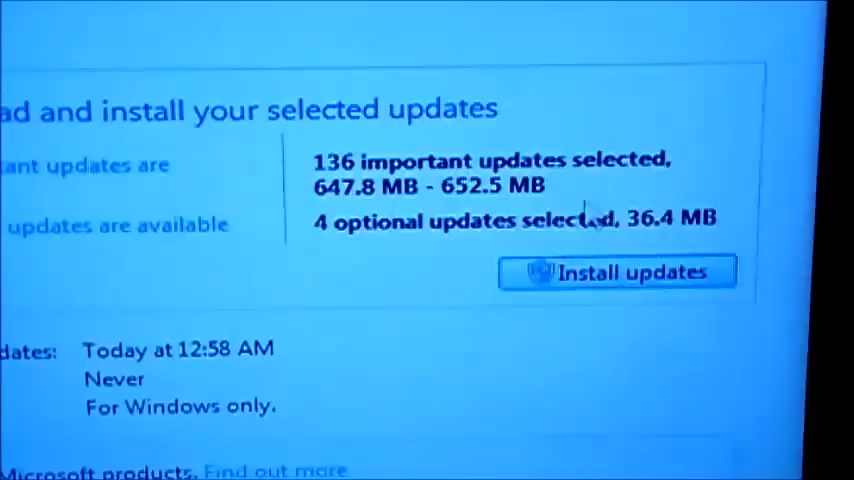 ad and install your selected updates
ant updates are
136 important updates selected,
647.8 MB - 652.5 MB
updates are available
4 optional updates selected, 36.4 MB
Install updates
dates: Today at 12:58 AM
Never
For Windows only.
Microsoft products. Find out more